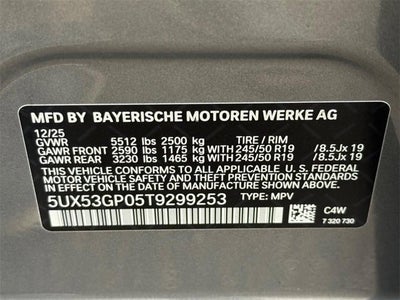 MFD BY BAYERISCHE MOTOREN WERKE AG
12/25 TIRE / RIM
GVWR 5512 lbs 2500 kg
GAWR FRONT 2590 lbs 1175 kg WITH 245/50 R19 /8.5Jx 19
GAWR REAR 3230 lbs 1465 kg WITH 245/50 R19 /8.5Jx 19
THIS VEHICLE CONFORMS TO ALL APPLICABLE U.S. FEDERAL
MOTOR VEHICLE SAFETY STANDARDS IN EFFECT ON
THE DATE OF MANUFACTURE SHOWN ABOVE.
5UX53GP05T9299253 TYPE: MPV
C4W
7 320 730